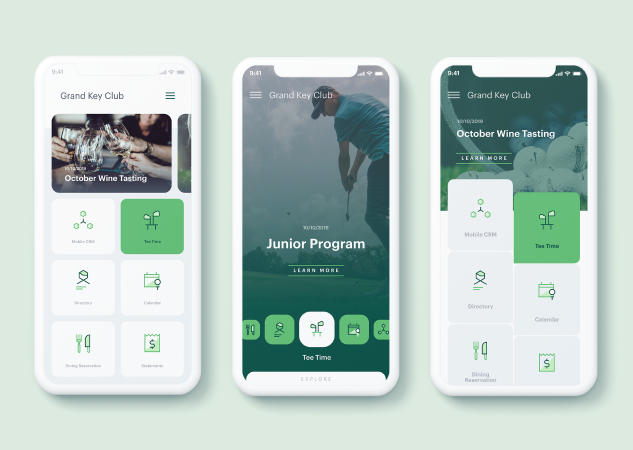 9:41
Grand Key Club
10/10/2019
October Wine Tasting
Mobile CRM
Tee Time
Directory
Calendar
Dining Reservation
Statements
9:41
Grand Key Club
10/10/2019
Junior Program
LEARN MORE
Tee Time
EXPLORE
9:41
Grand Key Club
10/10/2019
October Wine Tasting
LEARN MORE
Mobile CRM
Tee Time
Directory
Calendar
Dining
Reservation